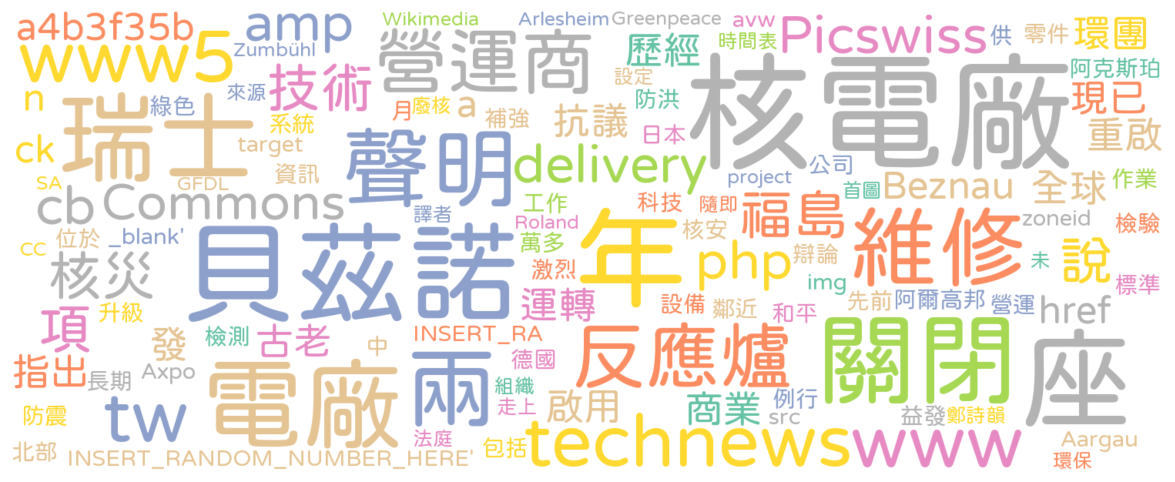 a4b3f35b amp Wikimedia Arlesheim Greenpeace avw 供 零件 環團
www5 Zumbühl 營運商 歷經 時間表 Picswiss 阿克斯珀
n 綠色 來源 技術 月 廢核 a 補強 抗議 設定 防洪 日本 核電廠 現已
瑞士 系統 重啟
ck target 聲明 delivery 公司
SA GFDL 資訊 project 首圖 Beznau 全球 作業
cb Commons 譯者 工作 科技 隨即 福島 維修 zoneid 檢驗
CC 位於 _blank' 貝茲諾 Roland 萬多 年 核安 辯論 未 說
核災 激烈 php img 標準
升級 運轉 設備 鄰近 和平 先前 阿爾高邦 營運 href
項 發 檢測 古老 INSERT_RA 反應爐 關閉 座
指出 長期 Axpo 中 兩 德國
防震 tw 電廠 組織 走上 啟用 商業 例行 src 益發 鄭詩韻
北部 INSERT_RANDOM_NUMBER_HERE' 法庭 包括 technews www Aargau 環保